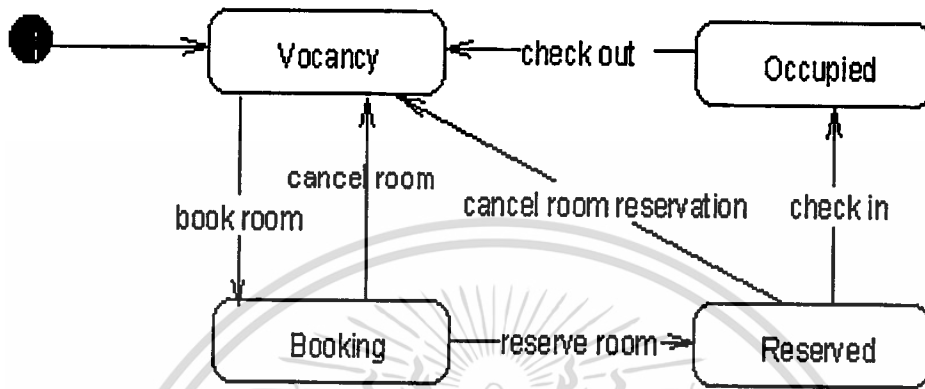 Vocancy
check out
Occupied
cancel room
book room
cancel room reservation
check in
Booking
reserve room
Reserved